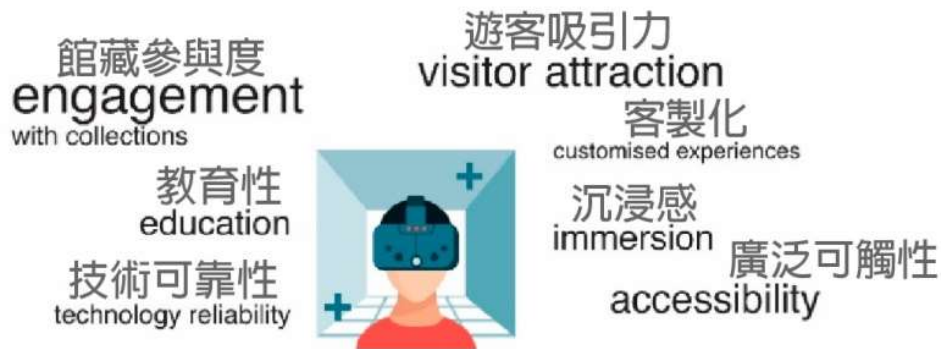 館藏參與度
engagement
with collections
遊客吸引力
visitor attraction
客製化
customised experiences
教育性
education
沉浸感
immersion
技術可靠性
technology reliability
廣泛可觸性
accessibility